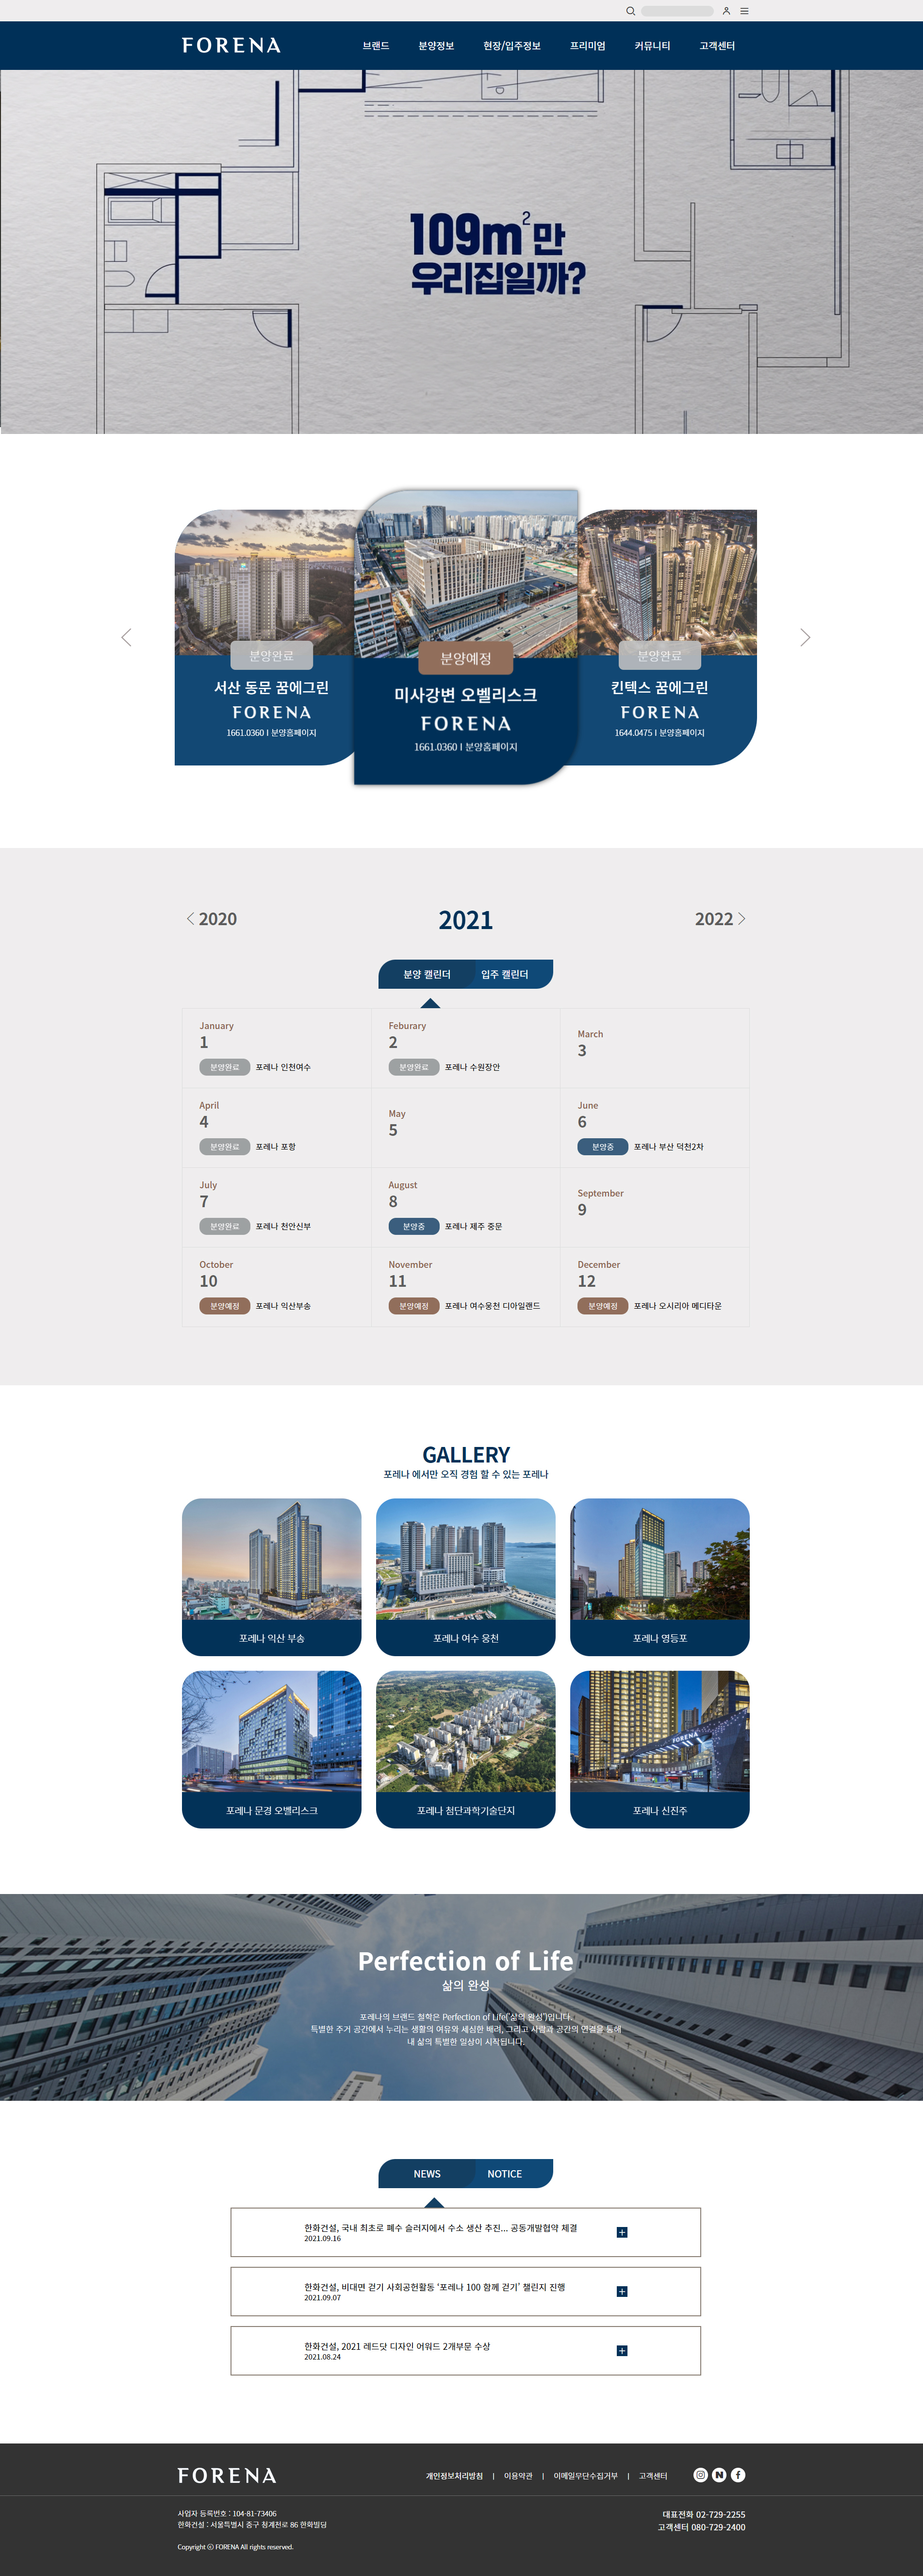 FORENA
브랜드
분양정보
현장/입주정보
프리미엄
커뮤니티
고객센터
109m²만
우리집일까?
분양완료
서산 동문 꿈에그린
FORENA
1661.0360 I 분양홈페이지
분양예정
미사강변 오벨리스크
FORENA
1661.0360 I 분양홈페이지
분양완료
킨텍스 꿈에그린
FORENA
1644.0475 I 분양홈페이지
2020
2021
2022
분양 캘린더
입주 캘린더
January
1
분양완료 포레나 인천여수
Feburary
2
분양완료 포레나 수원장안
March
3
April
4
분양완료 포레나 포항
May
5
June
6
분양중 포레나 부산 덕천2차
July
7
분양완료 포레나 천안신부
August
8
분양중 포레나 제주 중문
September
9
October
10
분양예정 포레나 익산부송
November
11
분양예정 포레나 여수웅천 디아일랜드
December
12
분양예정 포레나 오시리아 메디타운
GALLERY
포레나 에서만 오직 경험 할 수 있는 포레나
포레나 익산 부송
포레나 여수 웅천
포레나 영등포
포레나 문경 오벨리스크
포레나 첨단과학기술단지
FORENA
포레나 신진주
Perfection of Life
삶의 완성
포레나의 브랜드 철학은 Perfection of Life('삶의 완성')입니다.
특별한 주거 공간에서 누리는 생활의 여유와 세심한 배려, 그리고 사람과 공간의 연결을 통해
내 삶의 특별한 일상이 시작됩니다.
NEWS
NOTICE
한화건설, 국내 최초로 폐수 슬러지에서 수소 생산 추진... 공동개발협약 체결
2021.09.16
한화건설, 비대면 걷기 사회공헌활동 '포레나 100 함께 걷기' 챌린지 진행
2021.09.07
한화건설, 2021 레드닷 디자인 어워드 2개부문 수상
2021.08.24
FORENA
개인정보처리방침 I 이용약관 I 이메일무단수집거부 I 고객센터
사업자 등록번호 : 104-81-73406
한화건설 : 서울특별시 중구 청계천로 86 한화빌딩
대표전화 02-729-2255
고객센터 080-729-2400
Copyright ⓒ FORENA All rights reserved.